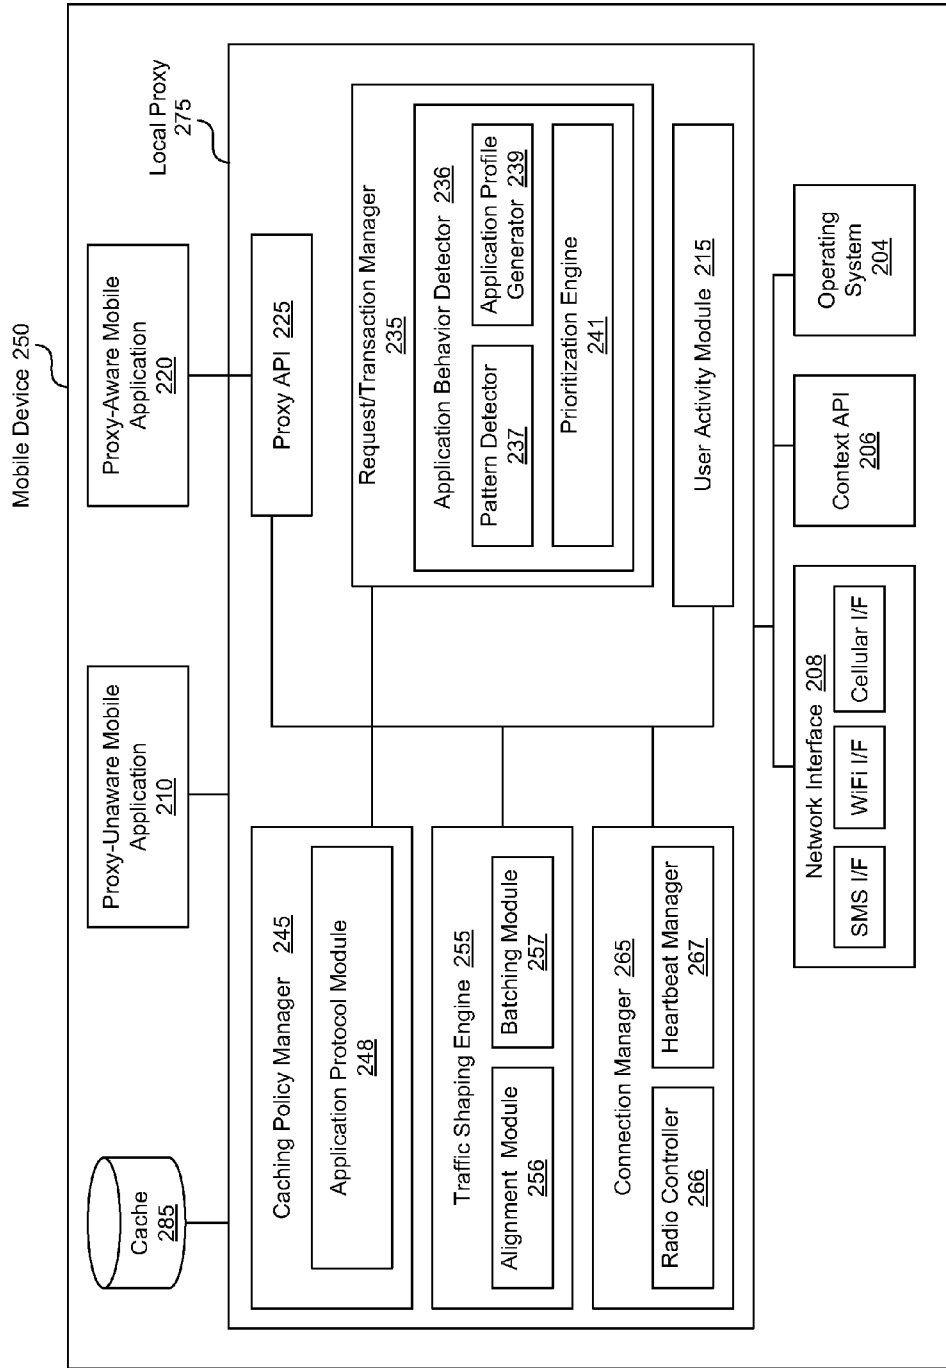 Mobile Device 250
Local Proxy
275
Cache
285
Proxy-Unaware Mobile
Application
210
Proxy-Aware Mobile
Application
220
Caching Policy Manager 245
Application Protocol Module
248
Traffic Shaping Engine 255
Alignment Module
256
Batching Module
257
Connection Manager 265
Radio Controller
266
Heartbeat Manager
267
Proxy API 225
Request/Transaction Manager
235
Application Behavior Detector 236
Pattern Detector
237
Application Profile
Generator 239
Prioritization Engine
241
User Activity Module 215
Network Interface 208
SMS I/F
WiFi I/F
Cellular I/F
Context API
206
Operating
System
204